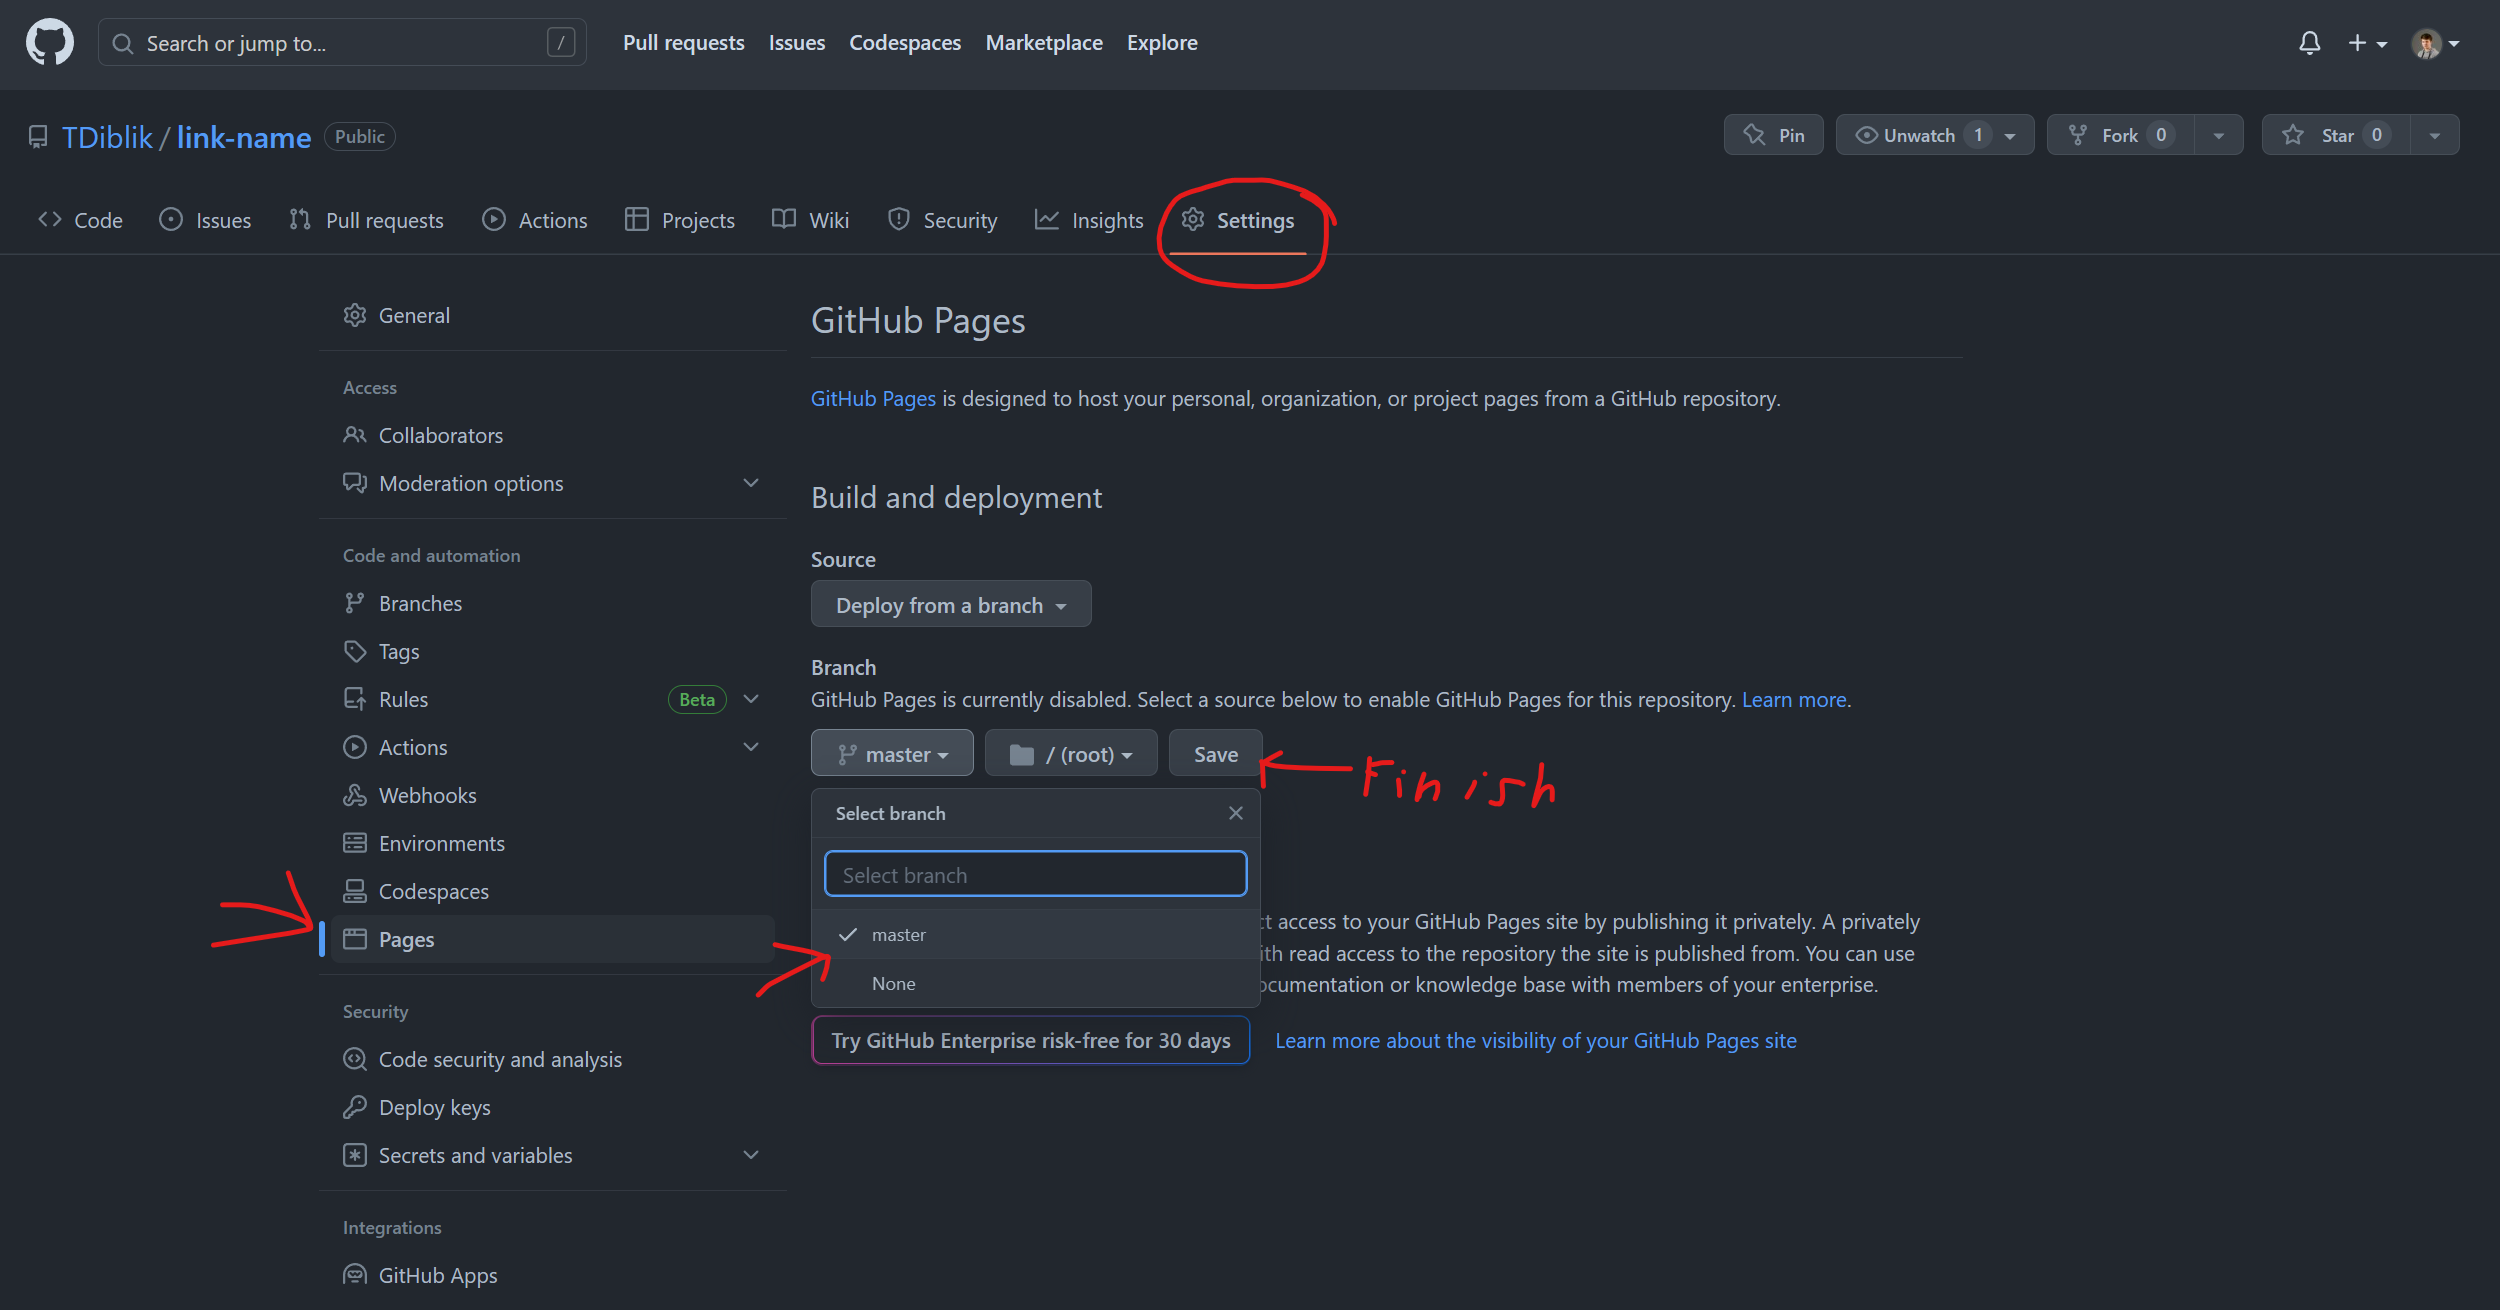 Search or jump to... /
Pull requests Issues Codespaces Marketplace Explore
TDiblik / link-name Public
Pin Unwatch 1 Fork 0 Star 0
Code Issues Pull requests Actions Projects Wiki Security Insights Settings
General
Access
Collaborators
Moderation options
Code and automation
Branches
Tags
Rules Beta
Actions
Webhooks
Environments
Codespaces
Pages
Security
Code security and analysis
Deploy keys
Secrets and variables
Integrations
GitHub Apps
GitHub Pages
GitHub Pages is designed to host your personal, organization, or project pages from a GitHub repository.
Build and deployment
Source
Deploy from a branch
Branch
GitHub Pages is currently disabled. Select a source below to enable GitHub Pages for this repository. Learn more.
master / (root) Save
Finish
Select branch
Select branch
master
None
access to your GitHub Pages site by publishing it privately. A privately
read access to the repository the site is published from. You can use
or knowledge base with members of your enterprise.
Try GitHub Enterprise risk-free for 30 days Learn more about the visibility of your GitHub Pages site